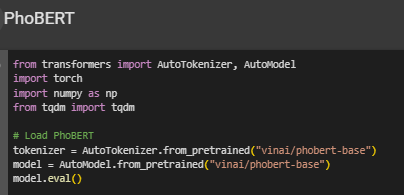 PhoBERT
from transformers import AutoTokenizer, AutoModel
import torch
import numpy as np
from tqdm import tqdm
# Load PhoBERT
tokenizer = AutoTokenizer.from_pretrained("vinai/phobert-base")
model = AutoModel.from_pretrained("vinai/phobert-base")
model.eval()